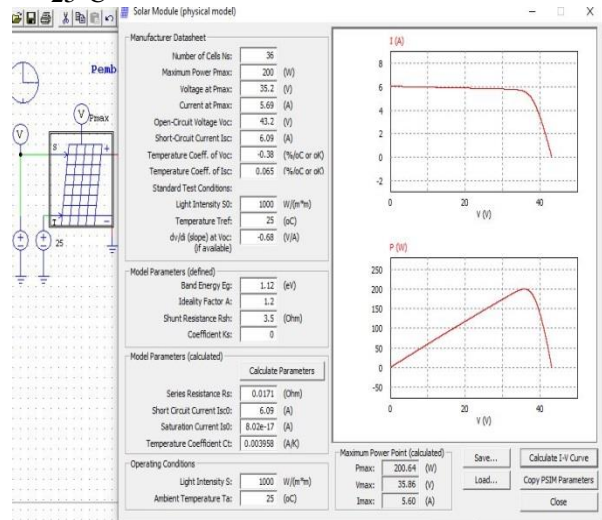 Solar Module (physical model)
Pemb
Pmax
V
V
S
T
25
Manufacturer Datasheet
Number of Cells Ns: 36
Maximum Power Pmax: 200 (W)
Voltage at Pmax: 35.2 (V)
Current at Pmax: 5.69 (A)
Open-Circuit Voltage Voc: 43.2 (V)
Short-Circuit Current Isc: 6.09 (A)
Temperature Coeff. of Voc: -0.38 (%/oC or oK)
Temperature Coeff. of Isc: 0.065 (%/oC or oK)
Standard Test Conditions:
Light Intensity S0: 1000 W/(m*m)
Temperature Tref: 25 (oC)
dv/di (slope) at Voc: -0.68 (V/A)
(if available)
Model Parameters (defined)
Band Energy Eg: 1.12 (eV)
Ideality Factor A: 1.2
Shunt Resistance Rsh: 3.5 (Ohm)
Coefficient Ks: 0
Model Parameters (calculated)
Calculate Parameters
Series Resistance Rs: 0.0171 (Ohm)
Short Circuit Current Isc0: 6.09 (A)
Saturation Current Is0: 8.02e-17 (A)
Temperature Coefficient Ct: 0.003958 (A/K)
Operating Conditions
Light Intensity S: 1000 W/(m*m)
Ambient Temperature Ta: 25 (oC)
I (A)
8
6
4
2
0
-2
0 20 40
V (V)
P (W)
250
200
150
100
50
0
-50
0 20 40
V (V)
Maximum Power Point (calculated)
Pmax: 200.64 (W)
Vmax: 35.86 (V)
Imax: 5.60 (A)
Save...
Load...
Calculate I-V Curve
Copy PSIM Parameters
Close